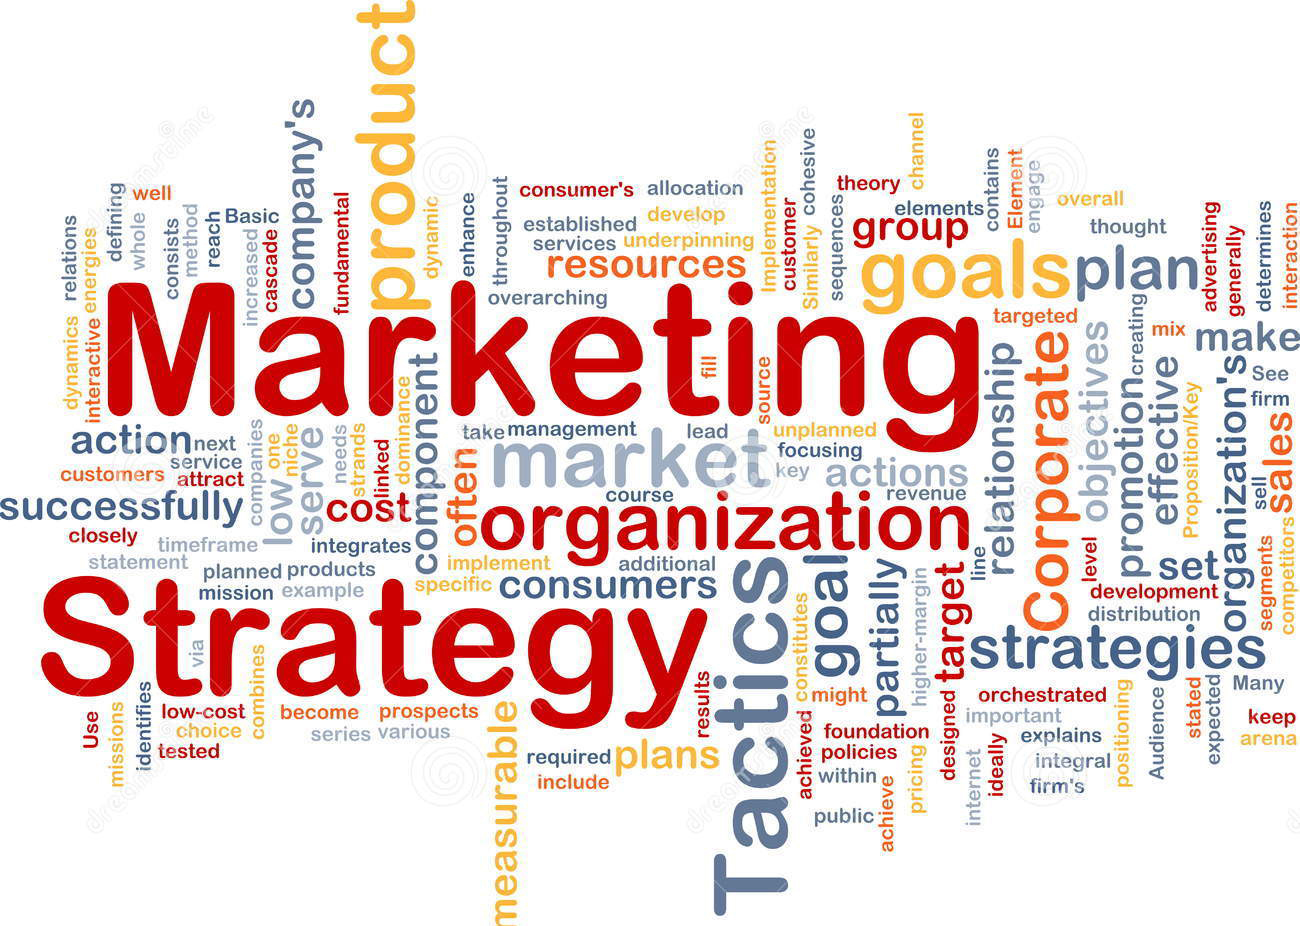 product
company's
consumer's
allocation
theory
channel
cohesive
Implementation
contains
Element
engage
overall
well
defining
whole
relations
energies
consists
method
reach
Basic
increased
cascade
fundamental
dynamic
enhance
throughout
established
develop
services
underpinning
resources
overarching
customer
Similarly
sequences
elements
group
goals
plan
thought
advertising
generally
determines
interaction
targeted
creating
mix
make
Marketing
dynamics
interactive
component
dominance
fill
source
relationship
Corporate
objectives
promotion
effective
Proposition/Key
organization's
See
firm
sales
sell
action
next
service
customers
attract
companies
one
niche
low
serve
needs
strands
linked
cost
often
take
management
lead
unplanned
market
focusing
key
actions
course
revenue
organization
successfully
closely
timeframe
statement
integrates
planned
products
mission
example
implement
specific
additional
consumers
line
level
set
development
distribution
segments
competitors
Strategy
Tactics
goal
constitutes
partially
higher-margin
target
strategies
via
Use
missions
identifies
low-cost
choice
tested
combines
become
prospects
series
various
measurable
results
required
plans
include
might
achieved
foundation
policies
within
public
achieve
pricing
designed
internet
ideally
orchestrated
important
explains
integral
firm's
positioning
Audience
stated
expected
Many
keep
arena
dreamstime